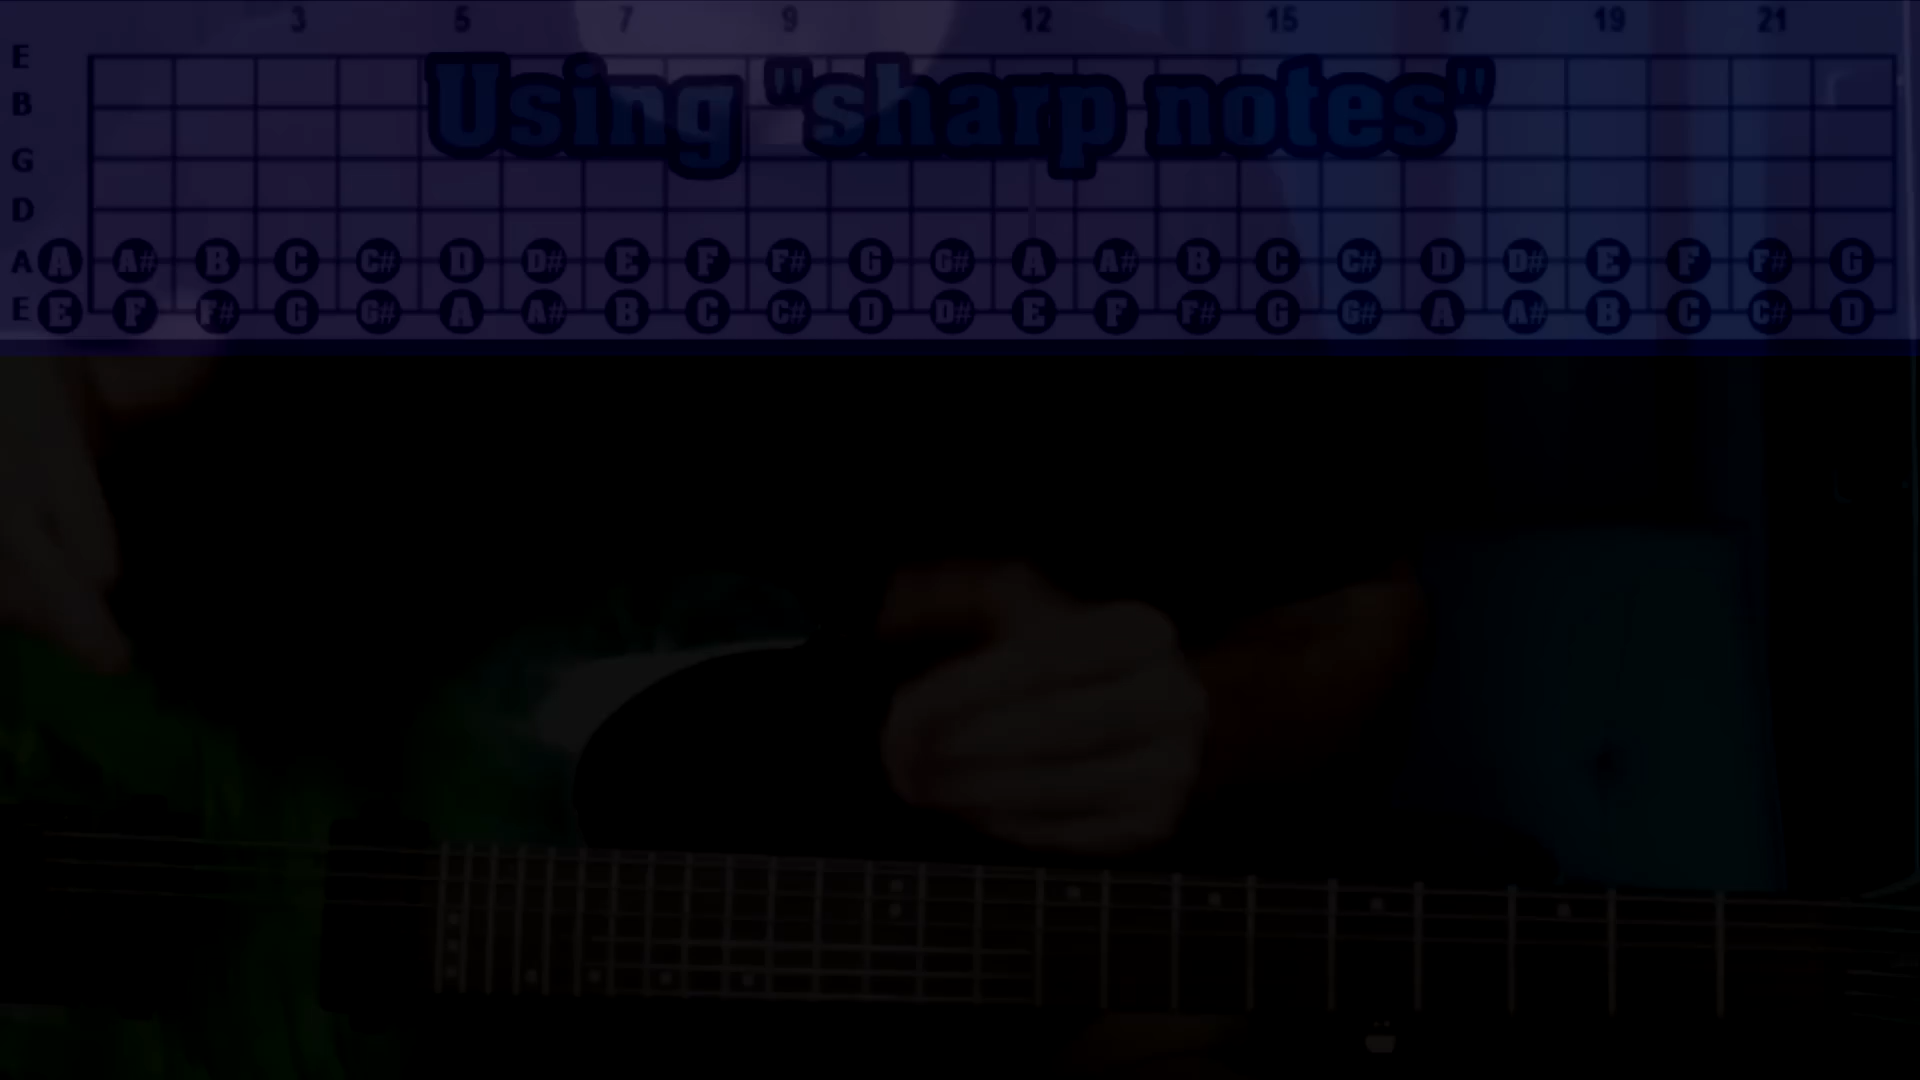 3 5 7 9 12 15 17 19 21
E
Using "sharp notes"
B
G
D
A A A# B C C# D D# E F F# G G# A A# B C C# D D# E F F# G
E E F F# G G# A A# B C C# D D# E F F# G G# A A# B C C# D